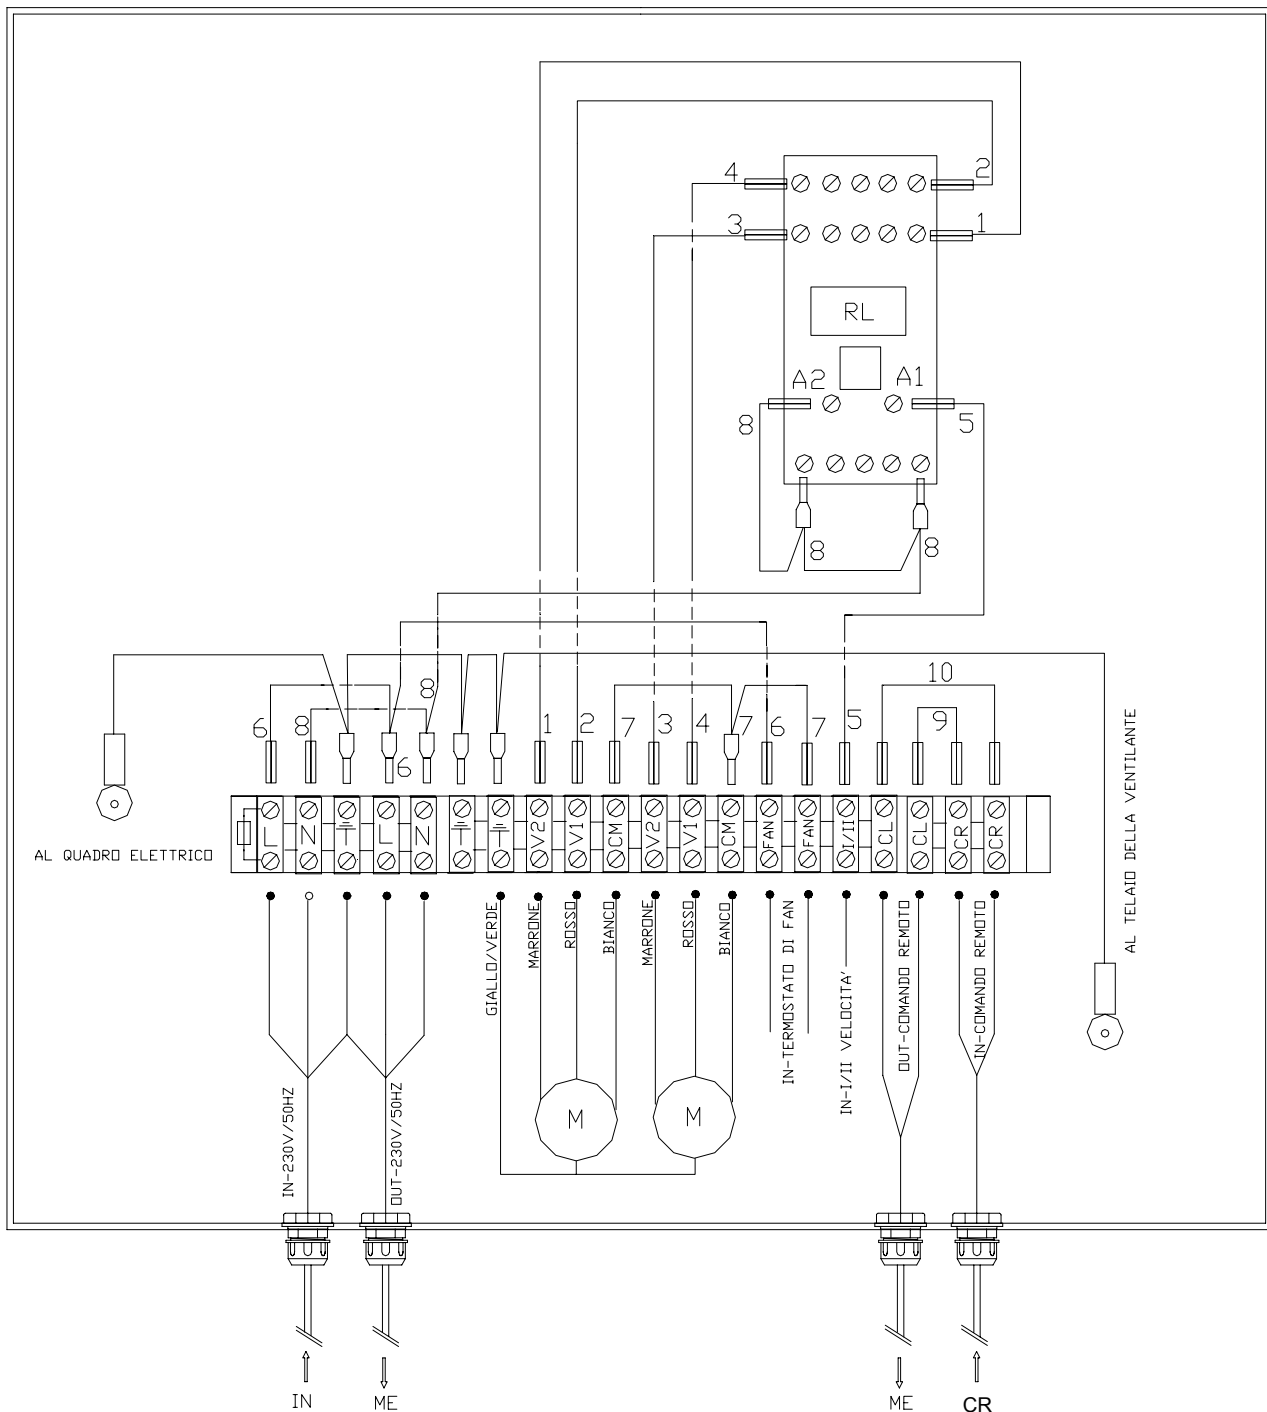 4
2
3
1
RL
A2
A1
8
5
8
8
10
6
8
8
6
1
2
7
3
4
7
6
7
5
9
L
N
L
N
V2
V1
CM
V2
V1
CM
FAN
FAN
I/II
CL
CL
CR
CR
AL QUADRO ELETTRICO
AL TELAIO DELLA VENTILANTE
GIALLO/VERDE
MARRONE
ROSSO
BIANCO
MARRONE
ROSSO
BIANCO
IN-TERMOSTATO DI FAN
IN-I/II VELOCITA'
OUT-COMANDO REMOTO
IN-COMANDO REMOTO
M
M
IN-230V/50HZ
OUT-230V/50HZ
IN
ME
ME
CR